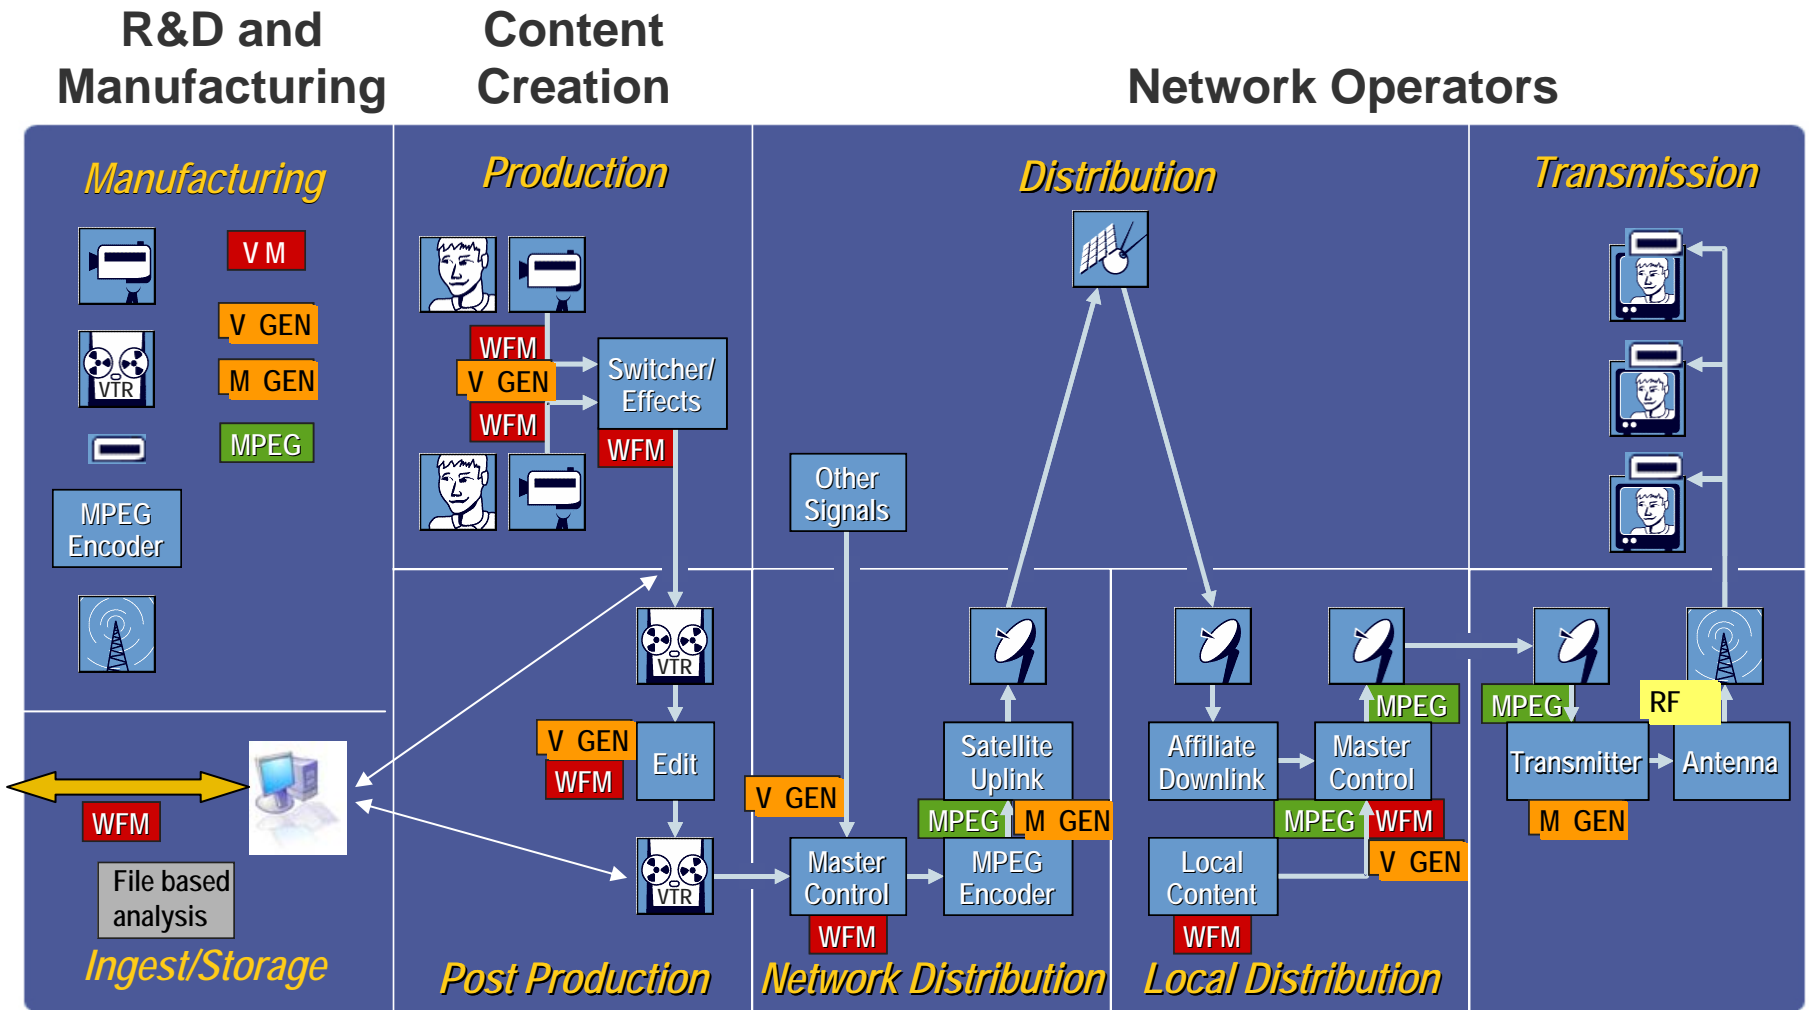 R&D and
Manufacturing
Content
Creation
Network Operators
Manufacturing
V M
V GEN
VTR
M GEN
MPEG
MPEG
Encoder
Production
WFM
V GEN
WFM
Switcher/
Effects
WFM
Distribution
Other
Signals
Transmission
Ingest/Storage
WFM
File based
analysis
Post Production
VTR
V GEN
WFM
Edit
VTR
Network Distribution
V GEN
Master
Control
WFM
Satellite
Uplink
MPEG
M GEN
MPEG
Encoder
Local Distribution
Affiliate
Downlink
MPEG
Master
Control
MPEG
WFM
V GEN
Local
Content
WFM
MPEG
RF
Transmitter
Antenna
M GEN